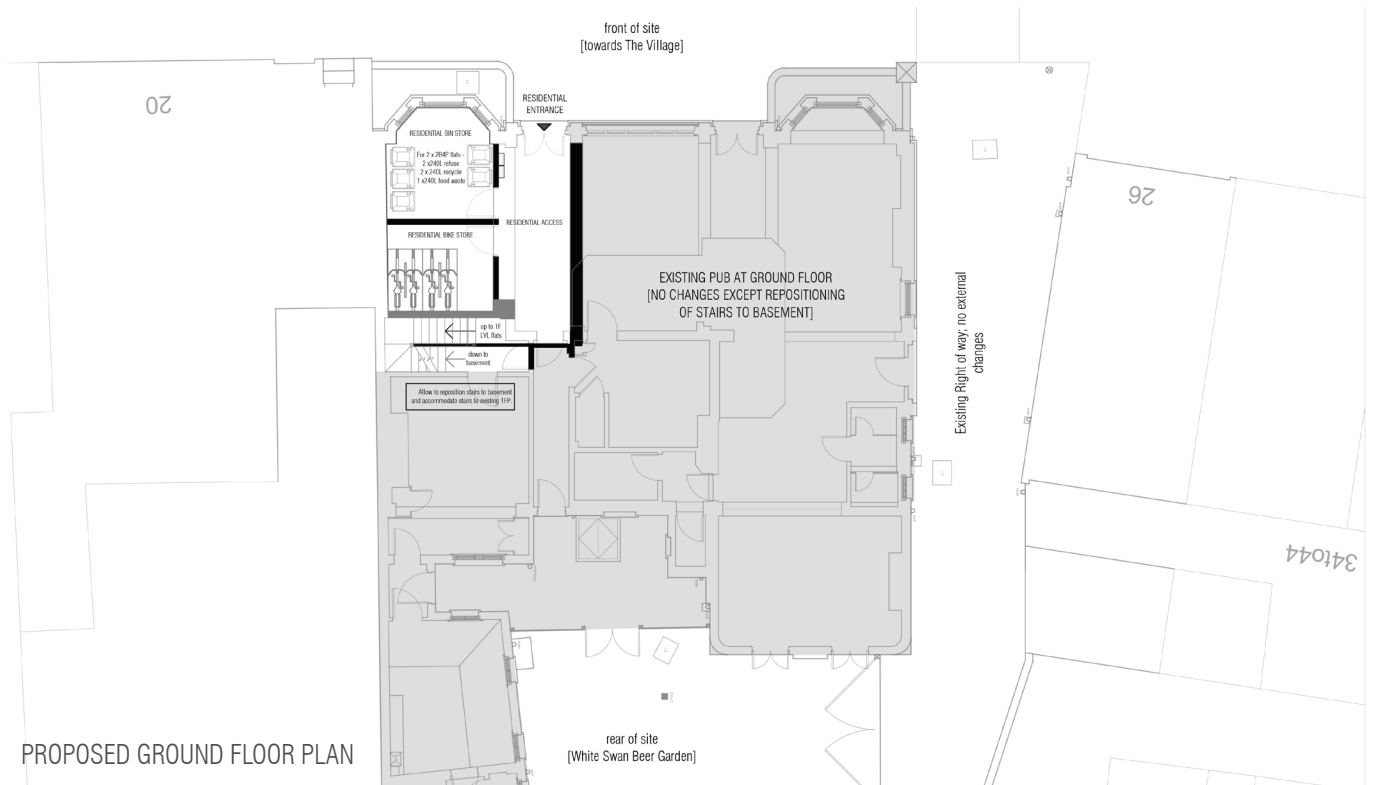 front of site
[towards The Village]
20
RESIDENTIAL
ENTRANCE
RESIDENTIAL BIN STORE
For 2 x 2B4P flats -
2 x240L refuse
2 x 240L recycle
1 x240L food waste
26
RESIDENTIAL ACCESS
RESIDENTIAL BIKE STORE
EXISTING PUB AT GROUND FLOOR
[NO CHANGES EXCEPT REPOSITIONING
OF STAIRS TO BASEMENT]
Existing Right of way; no external
changes
up to 1F
LVL flats
down to
basement
Allow to reposition stairs to basement
and accommodate stairs to existing 1FP.
34to44
rear of site
[White Swan Beer Garden]
PROPOSED GROUND FLOOR PLAN